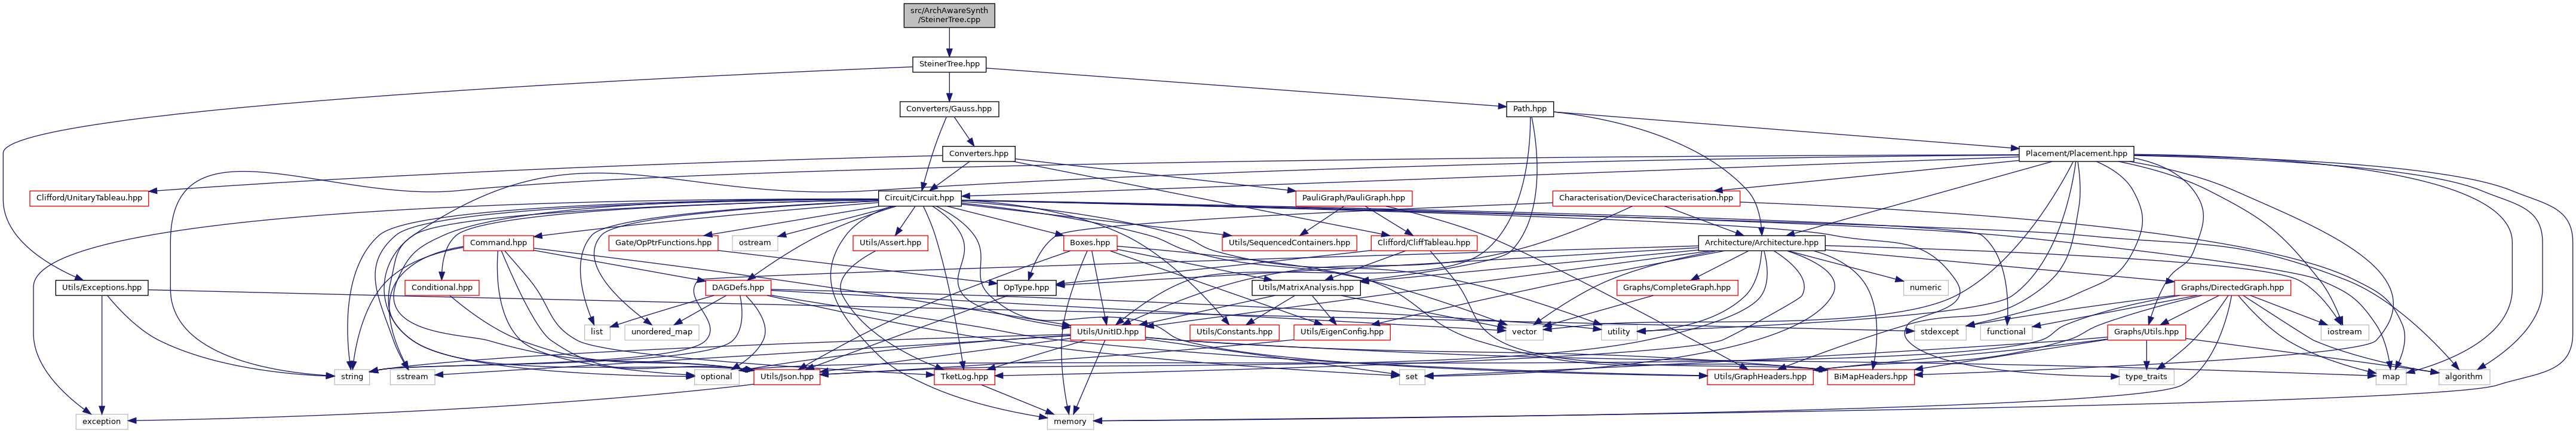 src/ArchAwareSynth
/SteinerTree.cpp
SteinerTree.hpp
Converters/Gauss.hpp
Path.hpp
Converters.hpp
Placement/Placement.hpp
Clifford/UnitaryTableau.hpp
Circuit/Circuit.hpp
PauliGraph/PauliGraph.hpp
Characterisation/DeviceCharacterisation.hpp
Command.hpp
Gate/OpPtrFunctions.hpp
ostream
Utils/Assert.hpp
Boxes.hpp
Utils/SequencedContainers.hpp
Clifford/CliffTableau.hpp
Architecture/Architecture.hpp
Utils/Exceptions.hpp
Conditional.hpp
DAGDefs.hpp
OpType.hpp
Utils/MatrixAnalysis.hpp
Graphs/CompleteGraph.hpp
numeric
Graphs/DirectedGraph.hpp
list
unordered_map
Utils/UnitID.hpp
Utils/Constants.hpp
Utils/EigenConfig.hpp
vector
utility
stdexcept
functional
Graphs/Utils.hpp
iostream
string
sstream
optional
Utils/Json.hpp
TketLog.hpp
set
Utils/GraphHeaders.hpp
BiMapHeaders.hpp
type_traits
map
algorithm
exception
memory